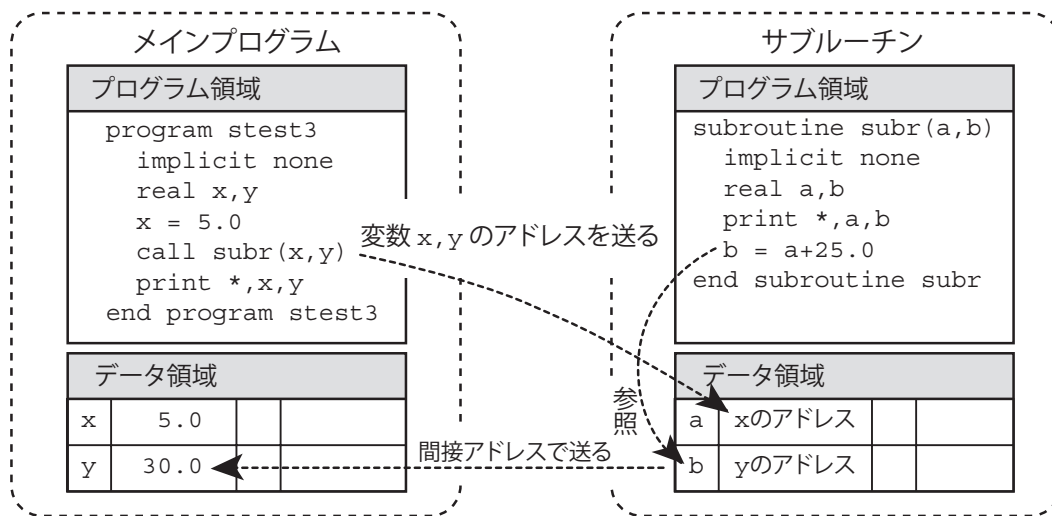 メインプログラム
プログラム領域
program stest3
implicit none
real x,y
x = 5.0
call subr(x,y)
print *,x,y
end program stest3
データ領域
x 5.0
y 30.0
変数 x,yのアドレスを送る
参照
間接アドレスで送る
サブルーチン
プログラム領域
subroutine subr(a,b)
implicit none
real a,b
print *,a,b
b = a+25.0
end subroutine subr
データ領域
a xのアドレス
b yのアドレス